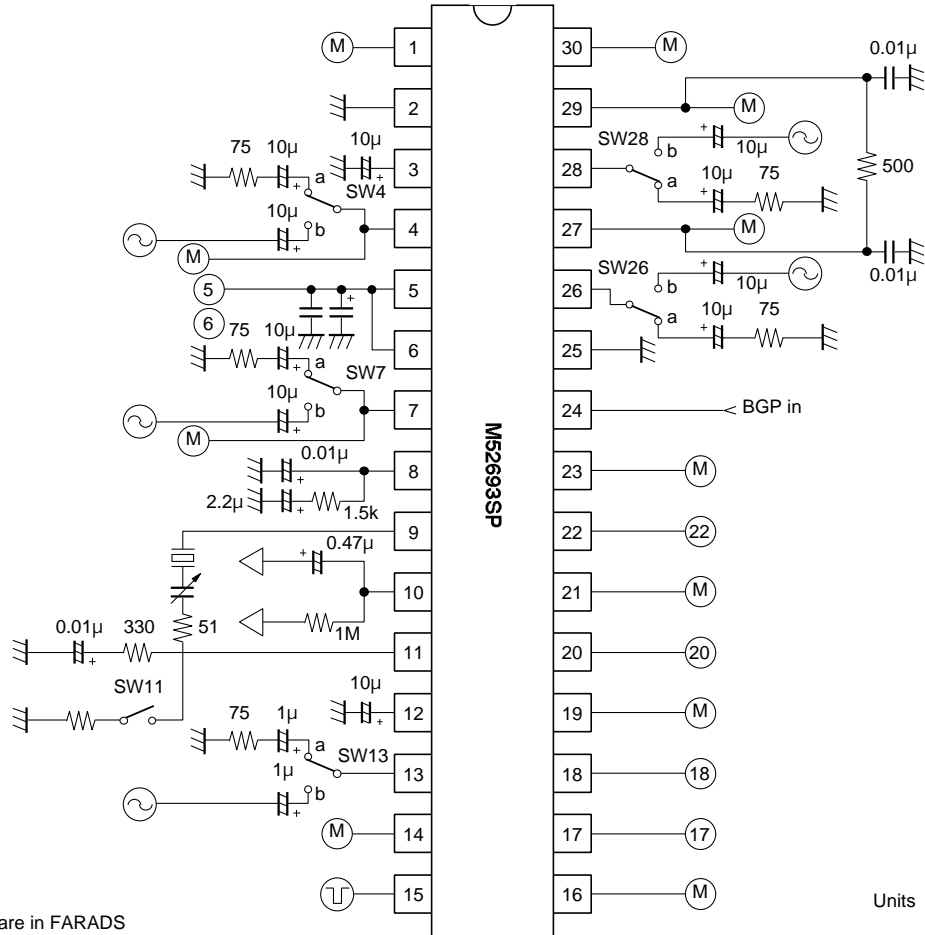 M
1
30
M
0.01µ
2
29
M
75
10µ
10µ
+
3
SW28
b
+
10µ
a
SW4
28
a
10µ
+
75
500
10µ
b
+
4
27
M
M
0.01µ
5
5
+
SW26
b
+
10µ
26
a
10µ
+
75
6
75
10µ
+
a
6
25
SW7
10µ
b
+
7
24
BGP in
M
M52693SP
0.01µ
+
8
23
M
2.2µ
+
1.5k
9
22
22
+
0.47µ
10
21
M
51
1M
0.01µ
+
330
11
20
20
SW11
10µ
+
12
19
M
75
1µ
+
a
SW13
13
18
18
1µ
b
+
M
14
17
17
15
16
M
Units
are in FARADS